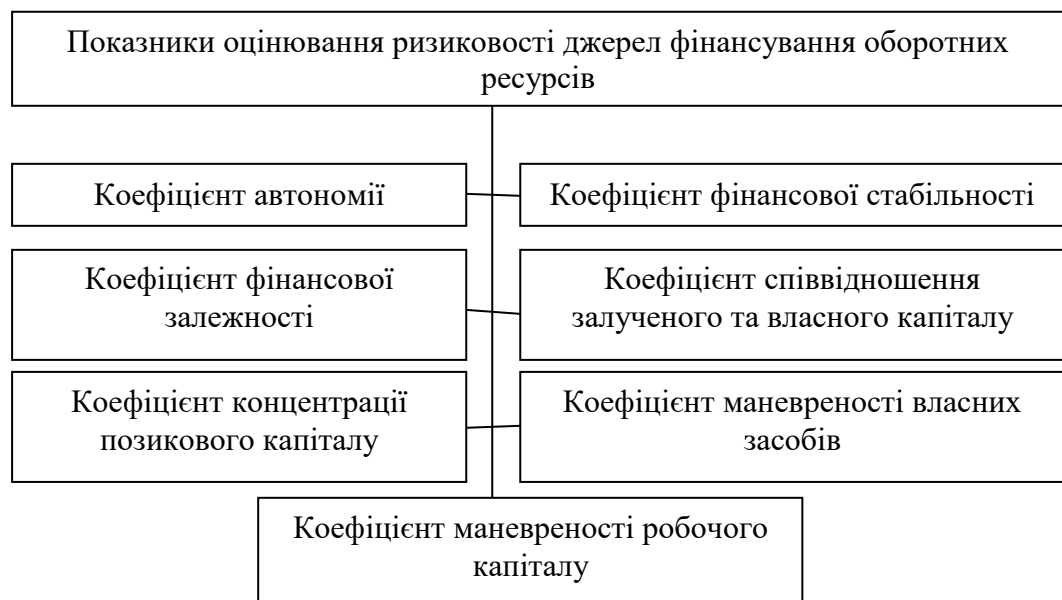 Показники оцінювання ризиковості джерел фінансування оборотних
ресурсів
Коефіцієнт автономії
Коефіцієнт фінансової стабільності
Коефіцієнт фінансової
залежності
Коефіцієнт співвідношення
залученого та власного капіталу
Коефіцієнт концентрації
позикового капіталу
Коефіцієнт маневреності власних
засобів
Коефіцієнт маневреності робочого
капіталу